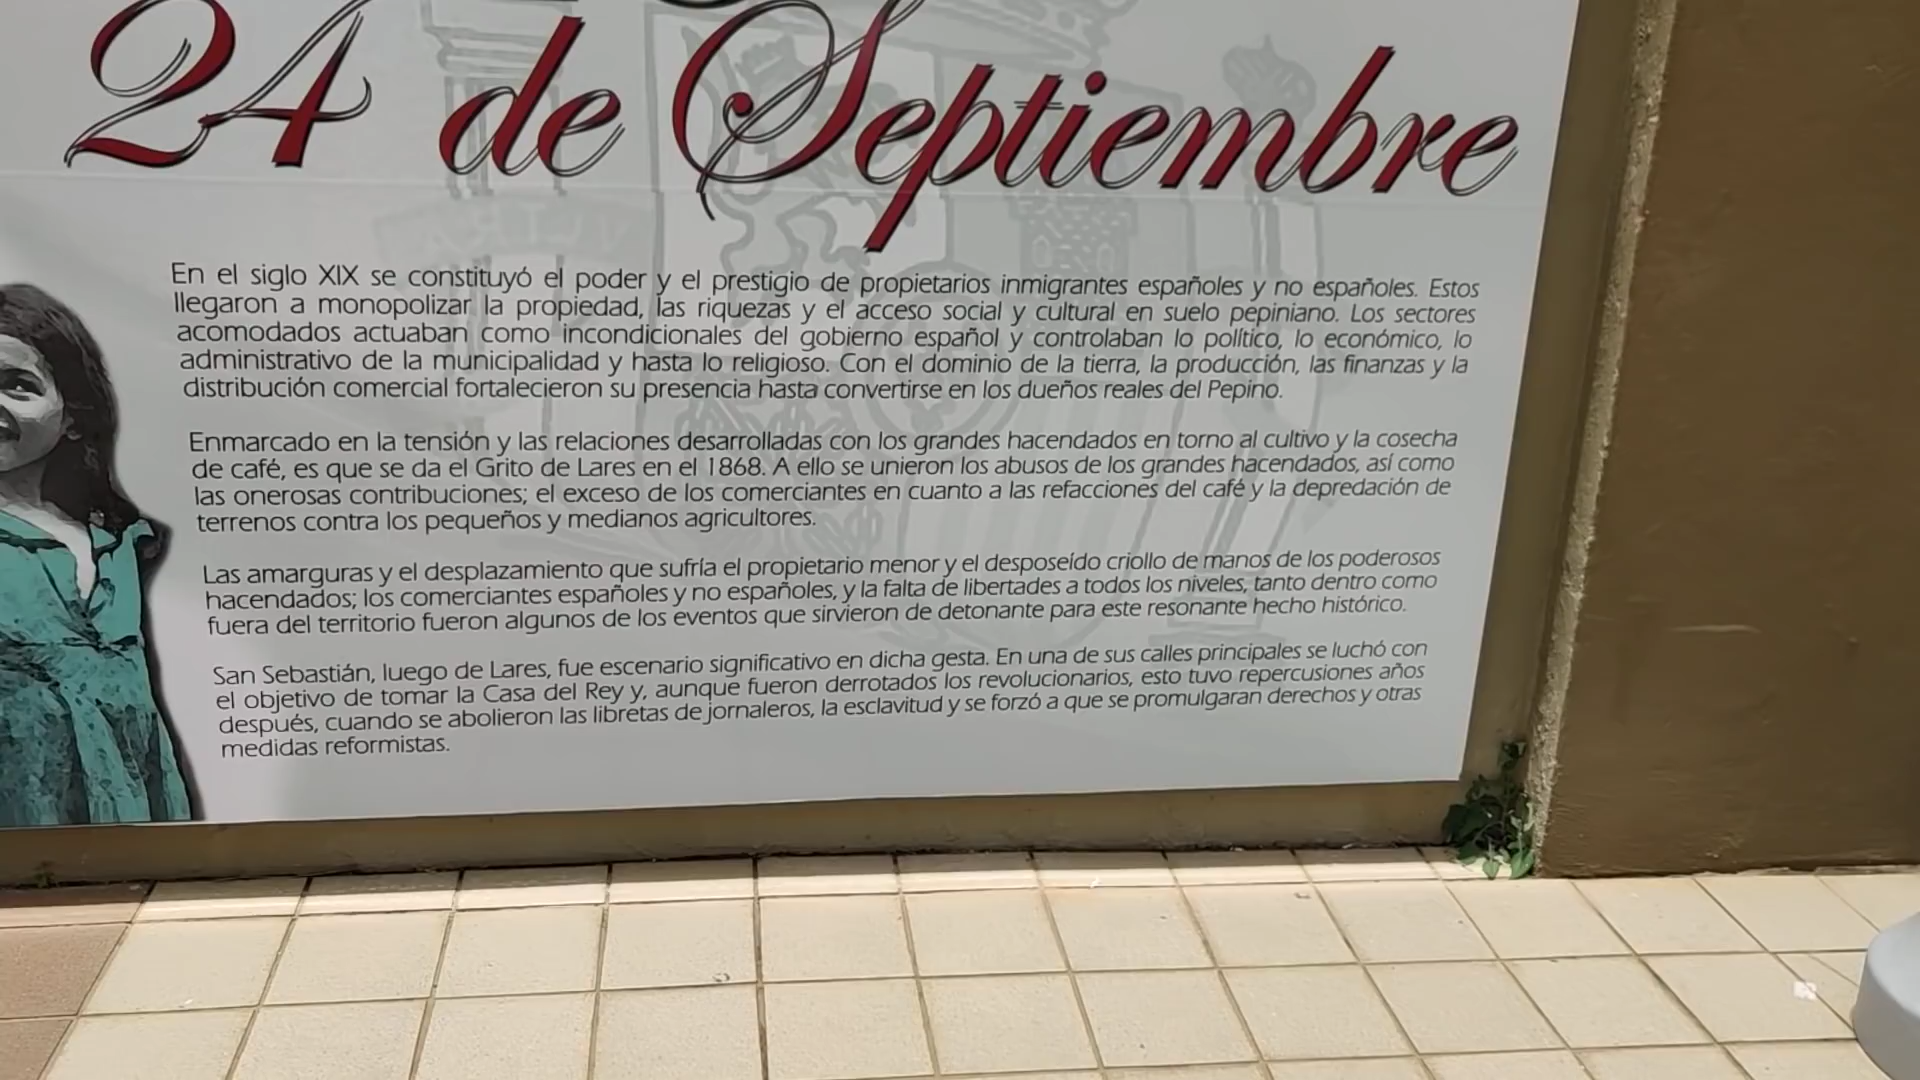 24 de Septiembre
En el siglo XIX se constituyó el poder y el prestigio de propietarios inmigrantes españoles y no españoles. Estos
llegaron a monopolizar la propiedad, las riquezas y el acceso social y cultural en suelo pepiniano. Los sectores
acomodados actuaban como incondicionales del gobierno español y controlaban lo político, lo económico, lo
administrativo de la municipalidad y hasta lo religioso. Con el dominio de la tierra, la producción, las finanzas y la
distribución comercial fortalecieron su presencia hasta convertirse en los dueños reales del Pepino.
Enmarcado en la tensión y las relaciones desarrolladas con los grandes hacendados en torno al cultivo y la cosecha
de café, es que se da el Grito de Lares en el 1868. A ello se unieron los abusos de los grandes hacendados, así como
las onerosas contribuciones; el exceso de los comerciantes en cuanto a las refacciones del café y la depredación de
terrenos contra los pequeños y medianos agricultores.
Las amarguras y el desplazamiento que sufría el propietario menor y el desposeído criollo de manos de los poderosos
hacendados; los comerciantes españoles y no españoles, y la falta de libertades a todos los niveles, tanto dentro como
fuera del territorio fueron algunos de los eventos que sirvieron de detonante para este resonante hecho histórico.
San Sebastián, luego de Lares, fue escenario significativo en dicha gesta. En una de sus calles principales se luchó con
el objetivo de tomar la Casa del Rey y, aunque fueron derrotados los revolucionarios, esto tuvo repercusiones años
después, cuando se abolieron las libretas de jornaleros, la esclavitud y se forzó a que se promulgaran derechos y otras
medidas reformistas.